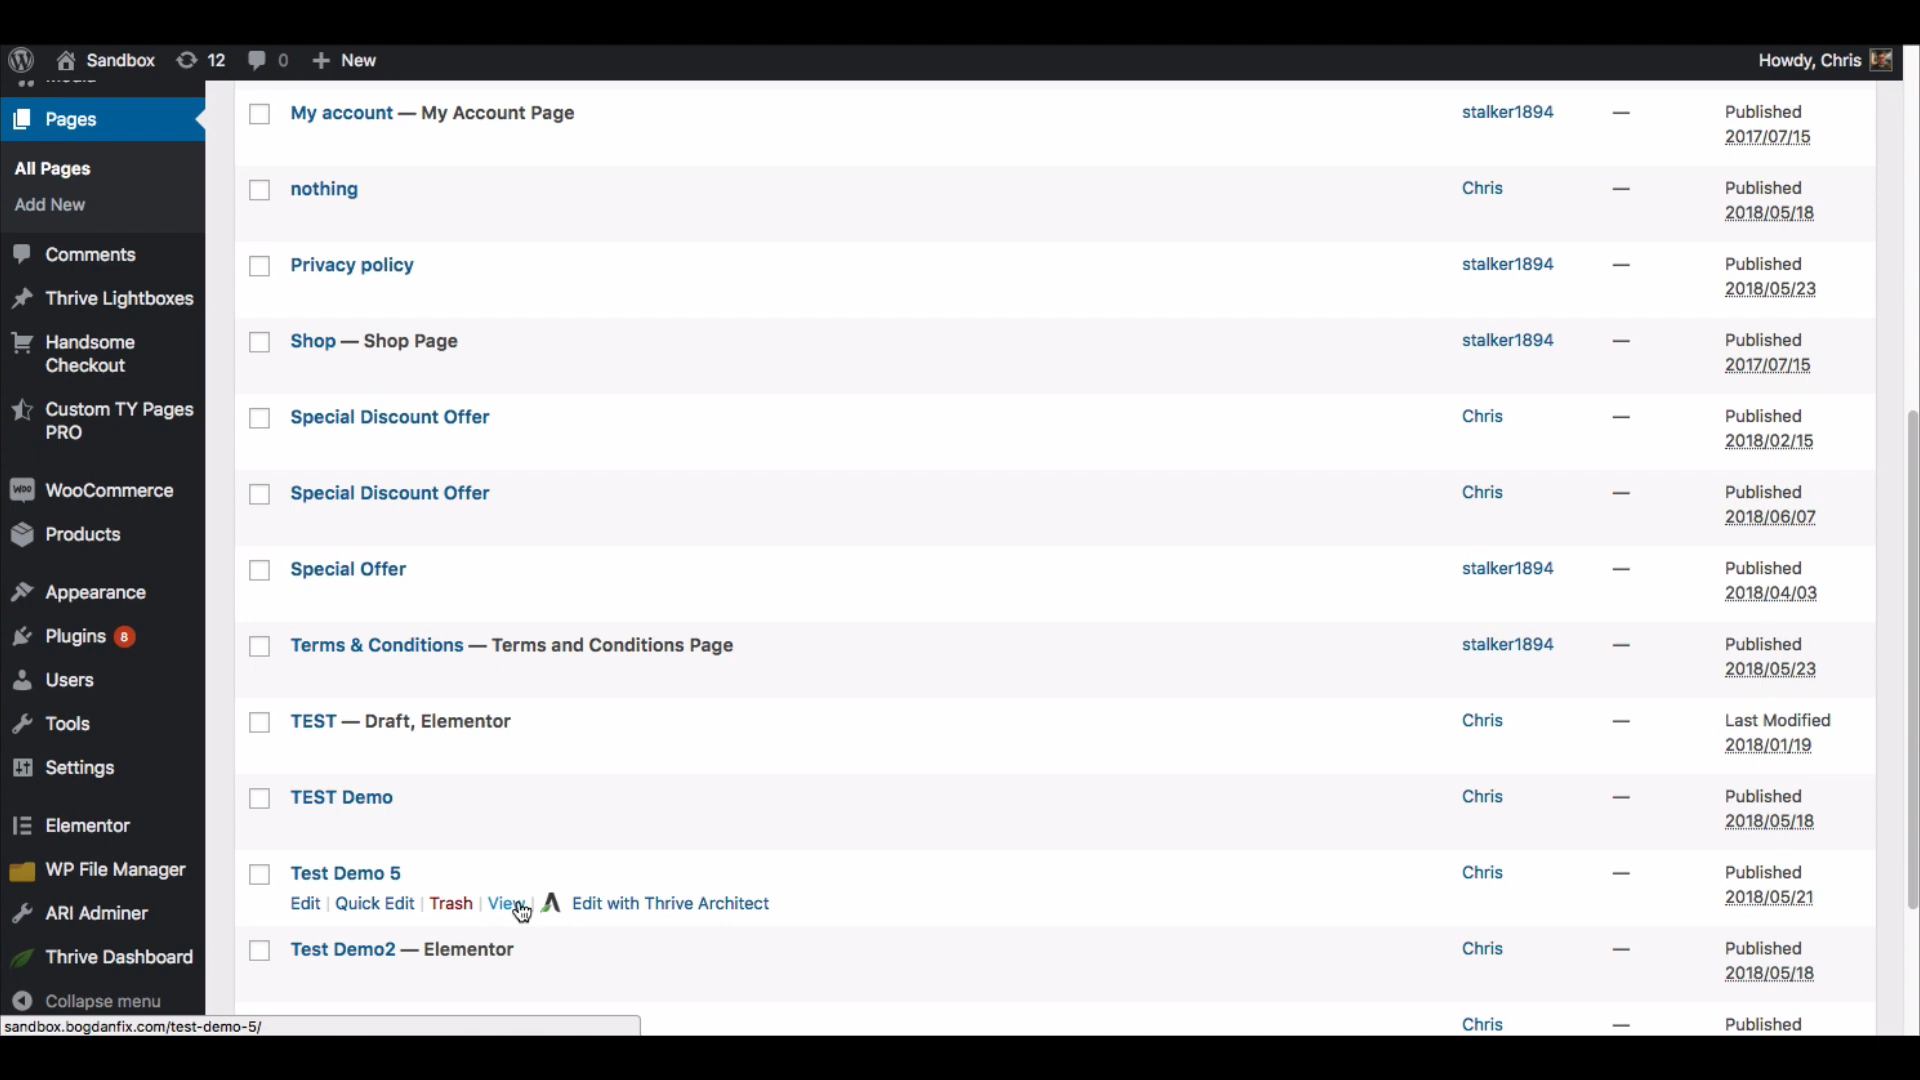 Sandbox 12 0 New Howdy, Chris
Pages
All Pages
Add New
Comments
Thrive Lightboxes
Handsome
Checkout
Custom TY Pages
PRO
WooCommerce
Products
Appearance
Plugins 8
Users
Tools
Settings
Elementor
WP File Manager
ARI Adminer
Thrive Dashboard
Collapse menu
My account — My Account Page stalker1894 — Published
2017/07/15
nothing Chris — Published
2018/05/18
Privacy policy stalker1894 — Published
2018/05/23
Shop — Shop Page stalker1894 — Published
2017/07/15
Special Discount Offer Chris — Published
2018/02/15
Special Discount Offer Chris — Published
2018/06/07
Special Offer stalker1894 — Published
2018/04/03
Terms & Conditions — Terms and Conditions Page stalker1894 — Published
2018/05/23
TEST — Draft, Elementor Chris — Last Modified
2018/01/19
TEST Demo Chris — Published
2018/05/18
Test Demo 5 Chris — Published
2018/05/21
Edit | Quick Edit | Trash | View | Edit with Thrive Architect
Test Demo2 — Elementor Chris — Published
2018/05/18
Chris — Published
sandbox.bogdanfix.com/test-demo-5/